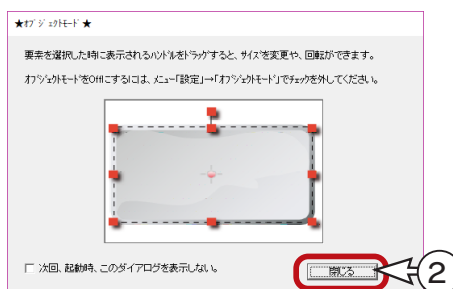 ★オブジェクトモード★
要素を選択した時に表示されるハンドルをドラッグすると、サイズを変更や、回転ができます。
オブジェクトモードをOffにするには、メニュー「設定」→「オブジェクトモード」でチェックを外してください。
□ 次回、起動時、このダイアログを表示しない。
閉じる
2